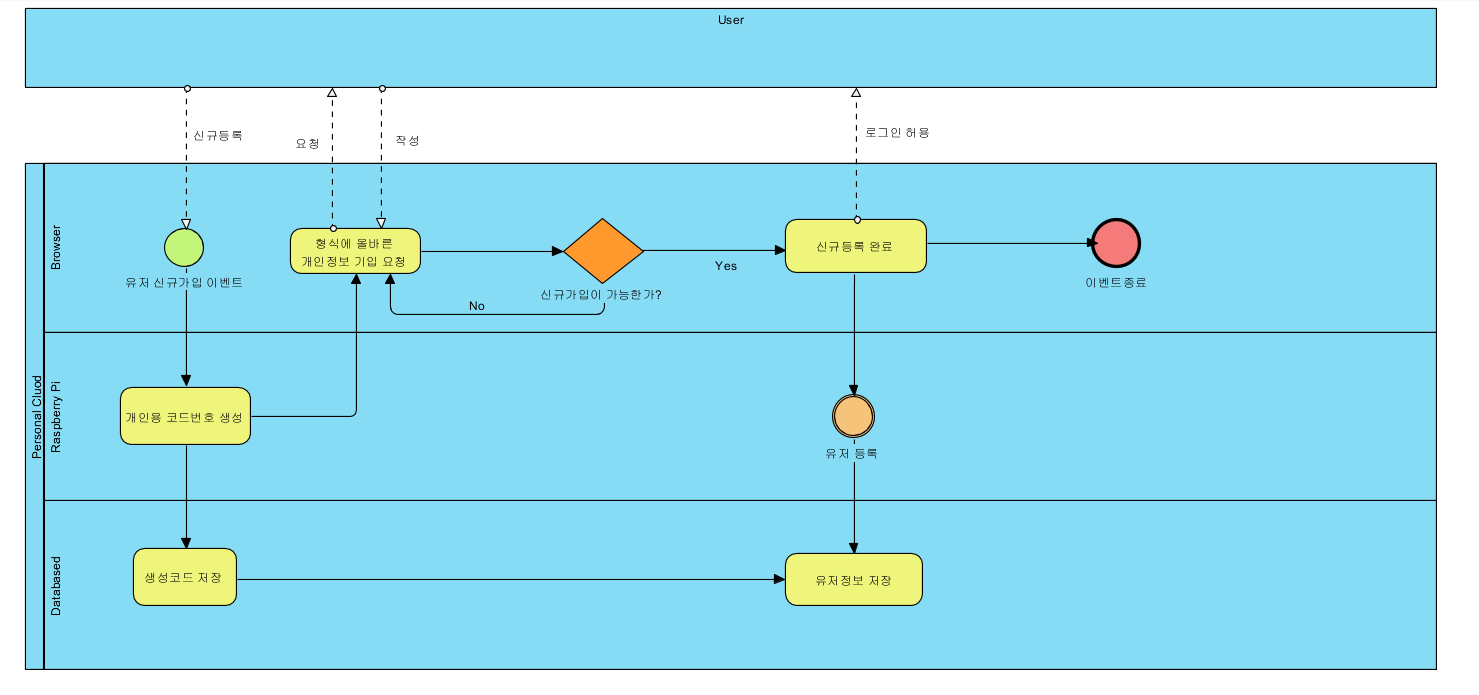 User
신규등록
요청
작성
로그인 허용
Personal Cluod
Browser
유저 신규가입 이벤트
형식에 올바른
개인정보 기입 요청
신규가입이 가능한가?
No
Yes
신규등록 완료
이벤트종료
Raspberry Pi
개인용 코드번호 생성
유저 등록
Databased
생성코드 저장
유저정보 저장